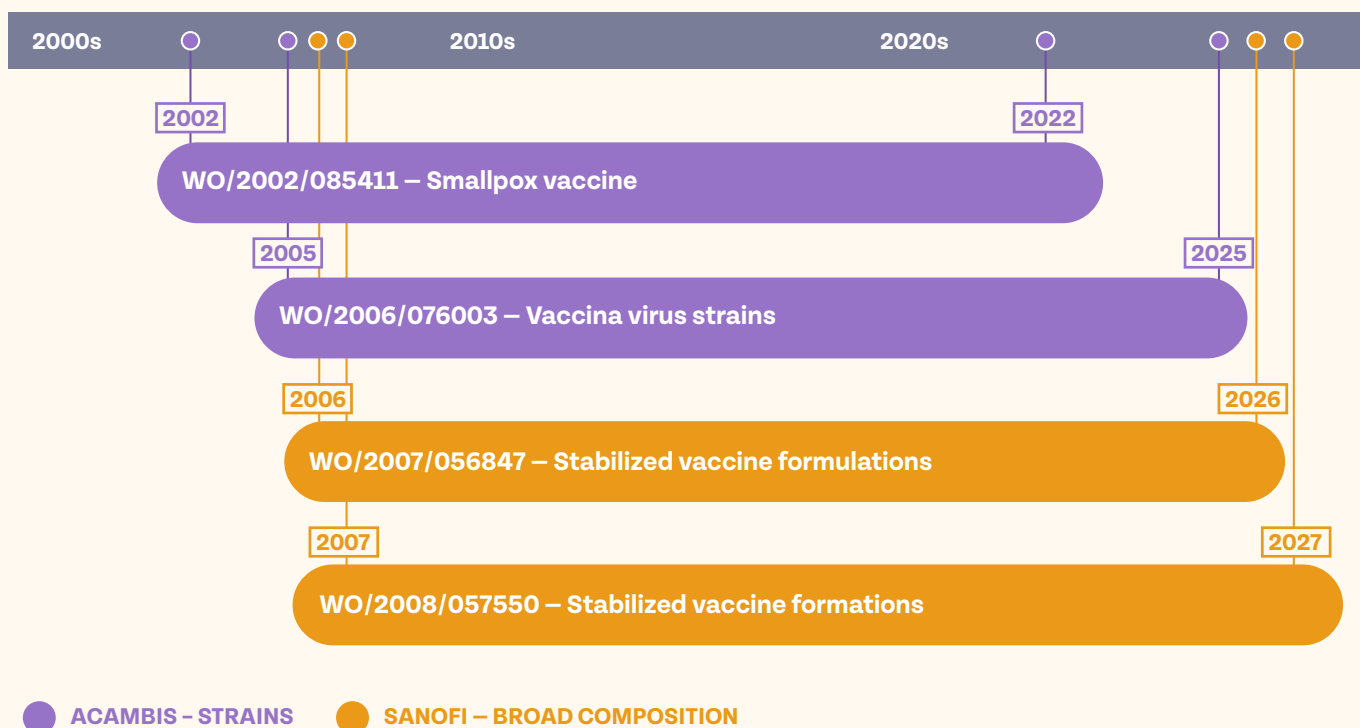 2000s 2010s 2020s
2002 2022
WO/2002/085411 – Smallpox vaccine
2005 2025
WO/2006/076003 – Vaccina virus strains
2006 2026
WO/2007/056847 – Stabilized vaccine formulations
2007 2027
WO/2008/057550 – Stabilized vaccine formations
ACAMBIS – STRAINS SANOFI – BROAD COMPOSITION